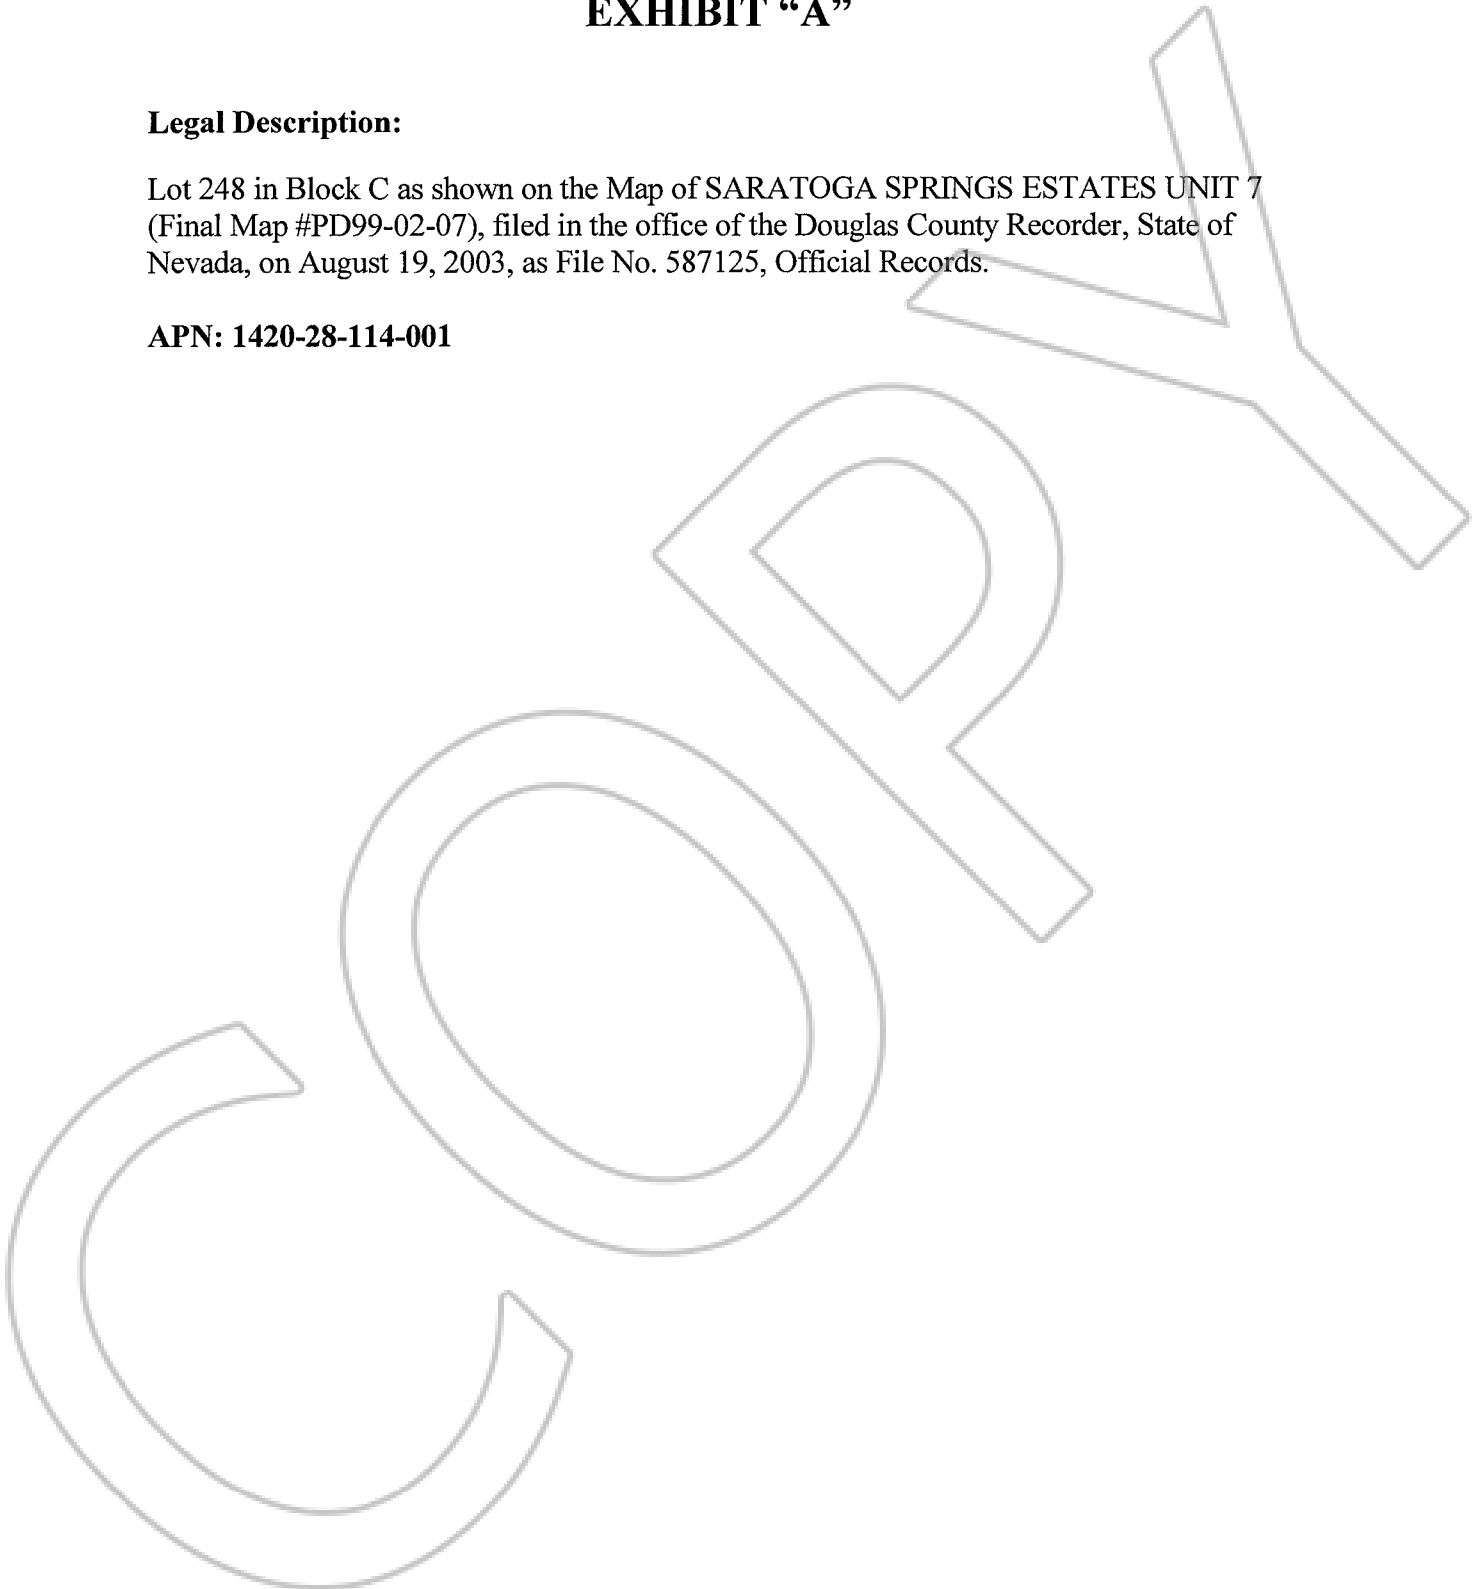 EXHIBIT “A”
Legal Description:
Lot 248 in Block C as shown on the Map of SARATOGA SPRINGS ESTATES UNIT 7
(Final Map #PD99-02-07), filed in the office of the Douglas County Recorder, State of
Nevada, on August 19, 2003, as File No. 587125, Official Records.
APN: 1420-28-114-001
COPY